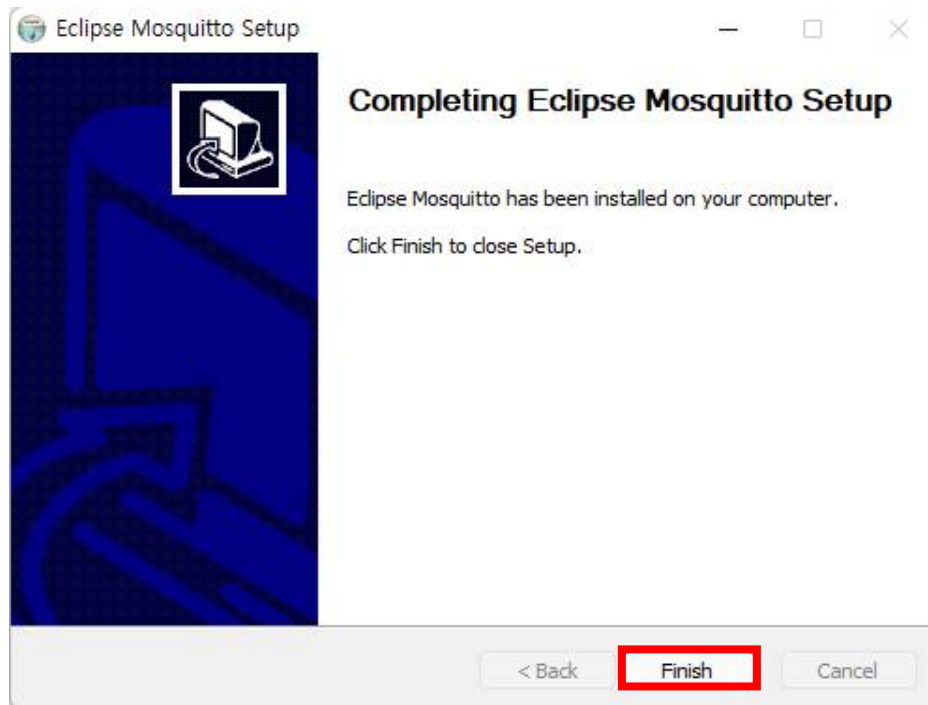 Eclipse Mosquitto Setup
Completing Eclipse Mosquitto Setup
Eclipse Mosquitto has been installed on your computer.
Click Finish to close Setup.
< Back
Finish
Cancel